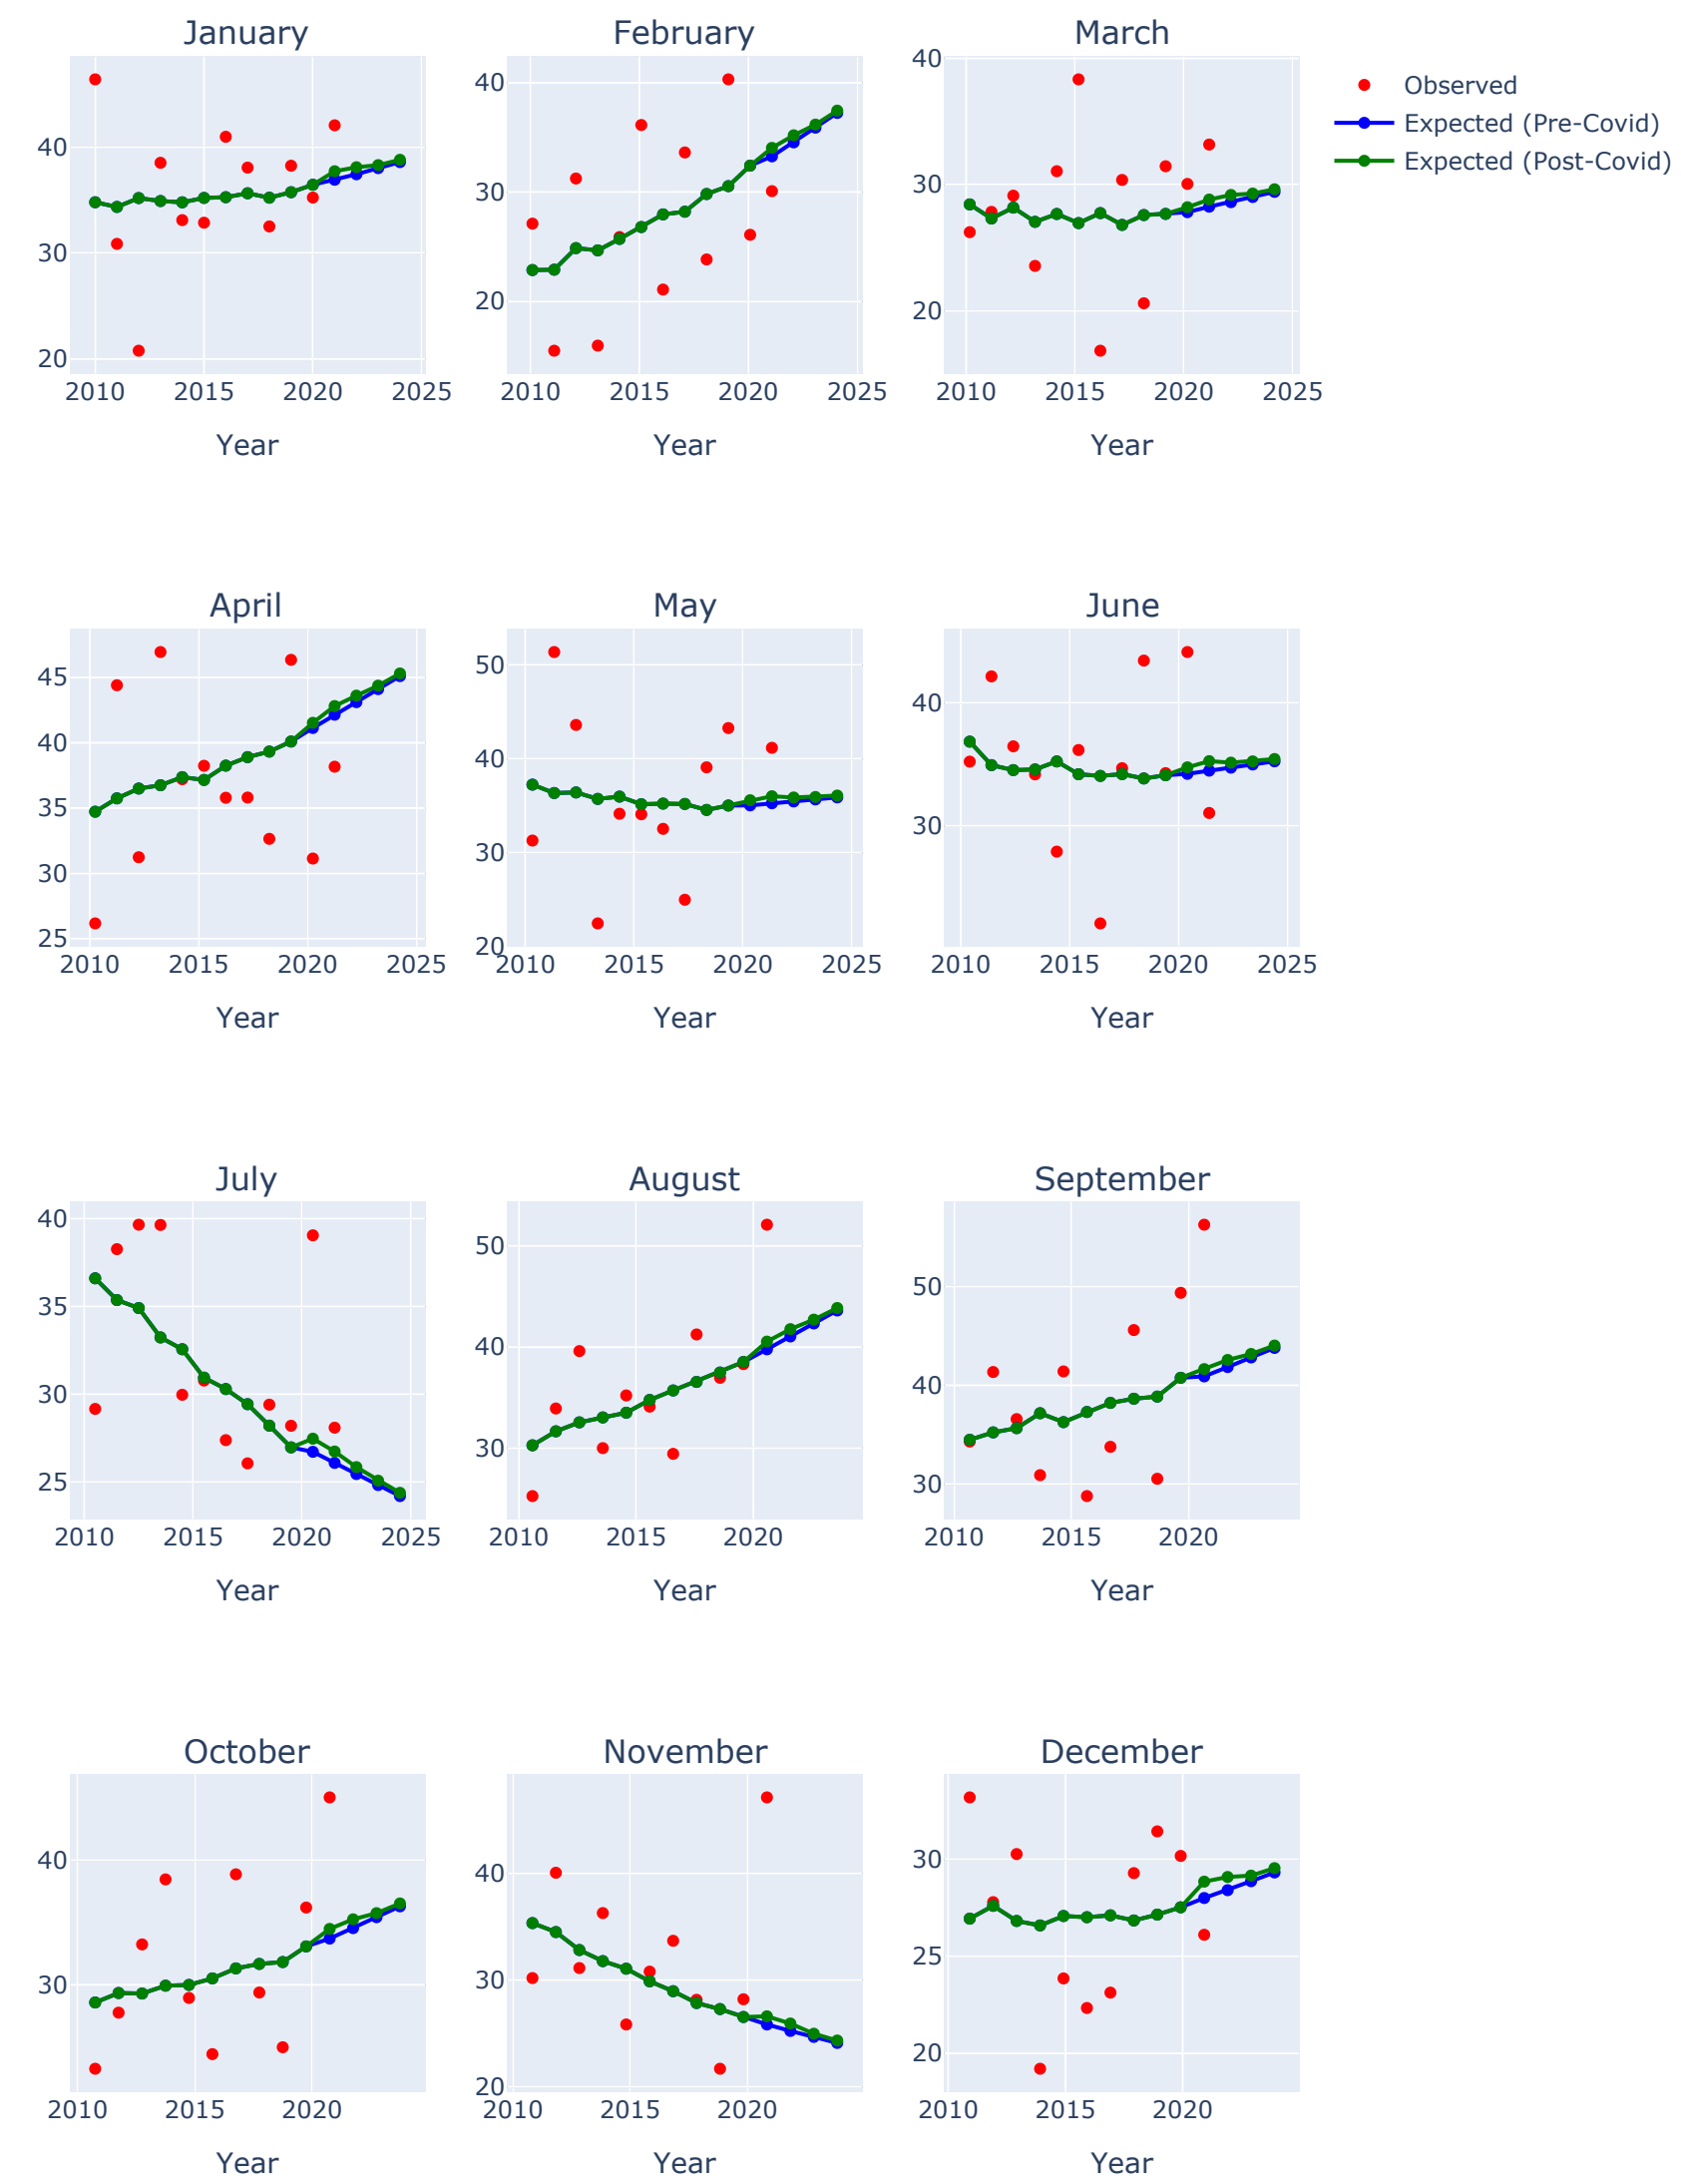 January February March
40
30
20
2010 2015 2020 2025
Year
40
30
20
2010 2015 2020 2025
Year
40
30
20
2010 2015 2020 2025
Year
Observed
Expected (Pre-Covid)
Expected (Post-Covid)
April May June
45
40
35
30
25
2010 2015 2020 2025
Year
50
40
30
20
2010 2015 2020 2025
Year
40
30
2010 2015 2020 2025
Year
July August September
40
35
30
25
2010 2015 2020 2025
Year
50
40
30
2010 2015 2020
Year
50
40
30
2010 2015 2020
Year
October November December
40
30
2010 2015 2020
Year
40
30
20
2010 2015 2020
Year
30
25
20
2010 2015 2020
Year